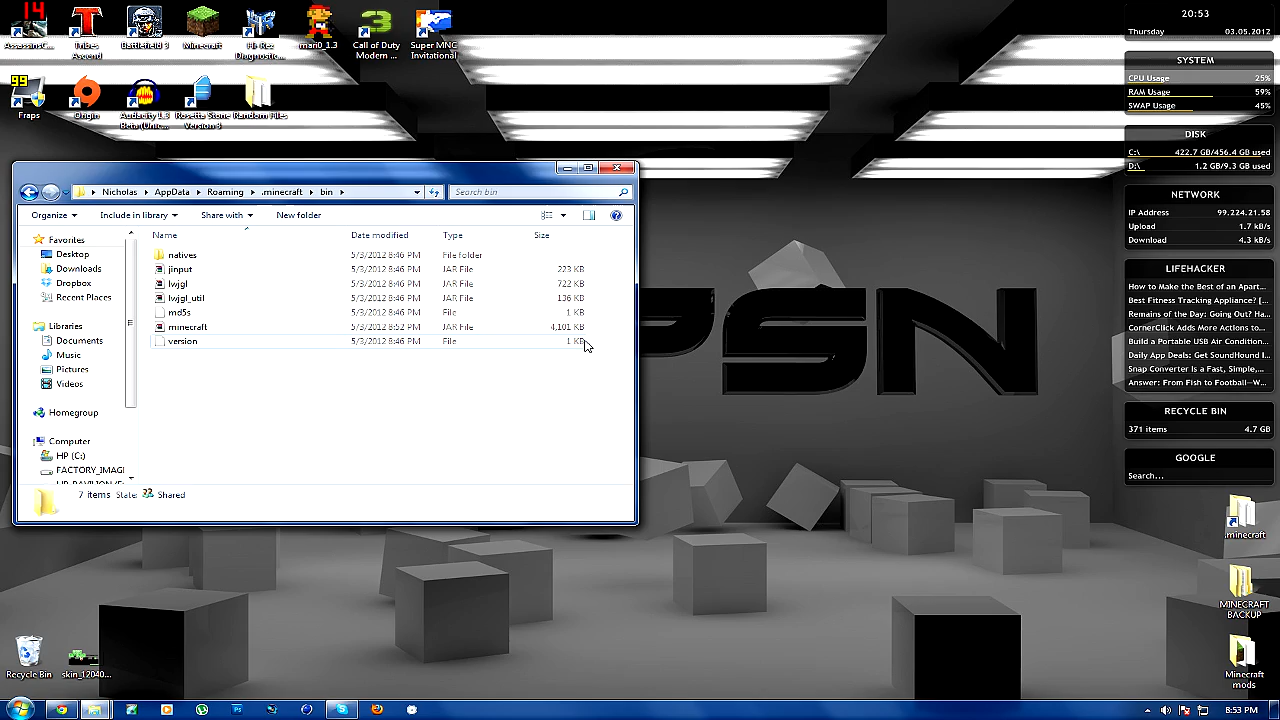 14
AssassinsC...
Tribes Ascend
Battlefield 3
Minecraft
Hi-Rez Diagnostic...
mari0_1.3
Call of Duty Modern ...
Super MNC Invitational
99
Fraps
Origin
Audacity 1.3 Beta (Unic...
Rosetta Stone Version 3
Random Files
20:53
Thursday 03.05.2012
SYSTEM
CPU Usage 25%
RAM Usage 59%
SWAP Usage 45%
DISK
C:\ 422.7 GB/456.4 GB used
D:\ 1.2 GB/9.3 GB used
NETWORK
IP Address 99.224.21.58
Upload 1.7 kB/s
Download 4.3 kB/s
LIFEHACKER
How to Make the Best of an Apart...
Best Fitness Tracking Appliance? [...
Remains of the Day: Going Out? Ha...
CornerClick Adds More Actions to...
Build a Portable USB Air Condition...
Daily App Deals: Get SoundHound I...
Snap Converter Is a Fast, Simple,...
Answer: From Fish to Football—W...
RECYCLE BIN
371 items 4.7 GB
GOOGLE
Search...
Nicholas AppData Roaming .minecraft bin
Search bin
Organize Include in library Share with New folder
Favorites
Desktop
Downloads
Dropbox
Recent Places
Libraries
Documents
Music
Pictures
Videos
Homegroup
Computer
HP (C:)
FACTORY_IMAGE
Name Date modified Type Size
natives 5/3/2012 8:46 PM File folder
jinput 5/3/2012 8:46 PM JAR File 223 KB
lwjgl 5/3/2012 8:46 PM JAR File 722 KB
lwjgl_util 5/3/2012 8:46 PM JAR File 136 KB
md5s 5/3/2012 8:46 PM File 1 KB
minecraft 5/3/2012 8:52 PM JAR File 4,101 KB
version 5/3/2012 8:46 PM File 1 KB
7 items State: Shared
PSN
.minecraft
MINECRAFT BACKUP
Minecraft mods
Recycle Bin
skin_12040...
8:53 PM